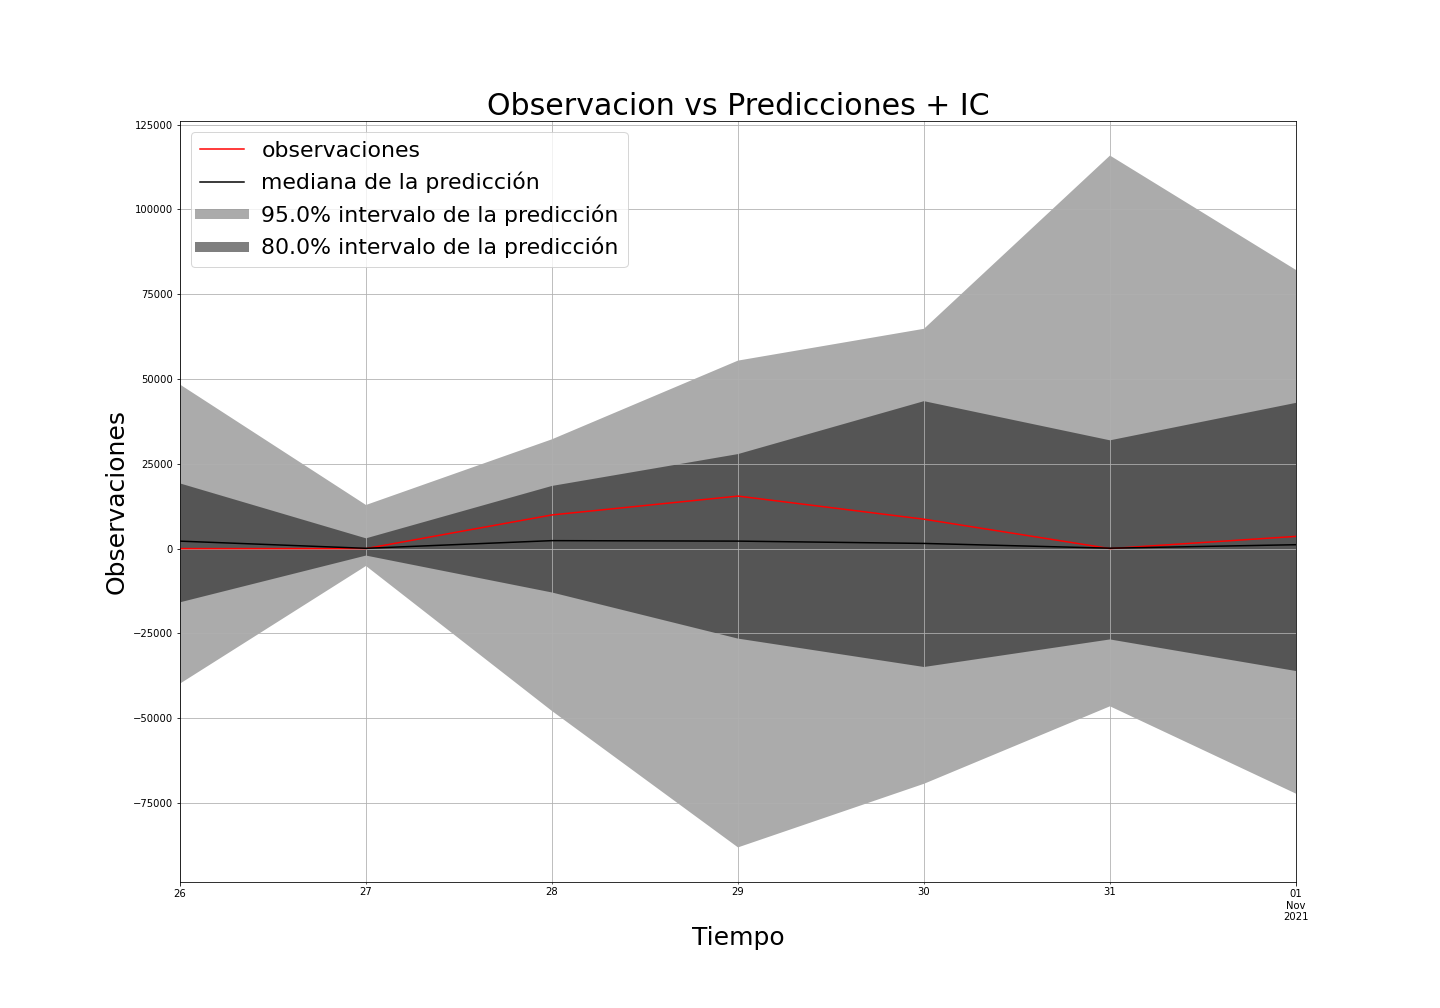 Observacion vs Predicciones + IC
observaciones
mediana de la predicción
95.0% intervalo de la predicción
80.0% intervalo de la predicción
Observaciones
125000
100000
75000
50000
25000
0
−25000
−50000
−75000
26 27 28 29 30 31 01
Nov
2021
Tiempo